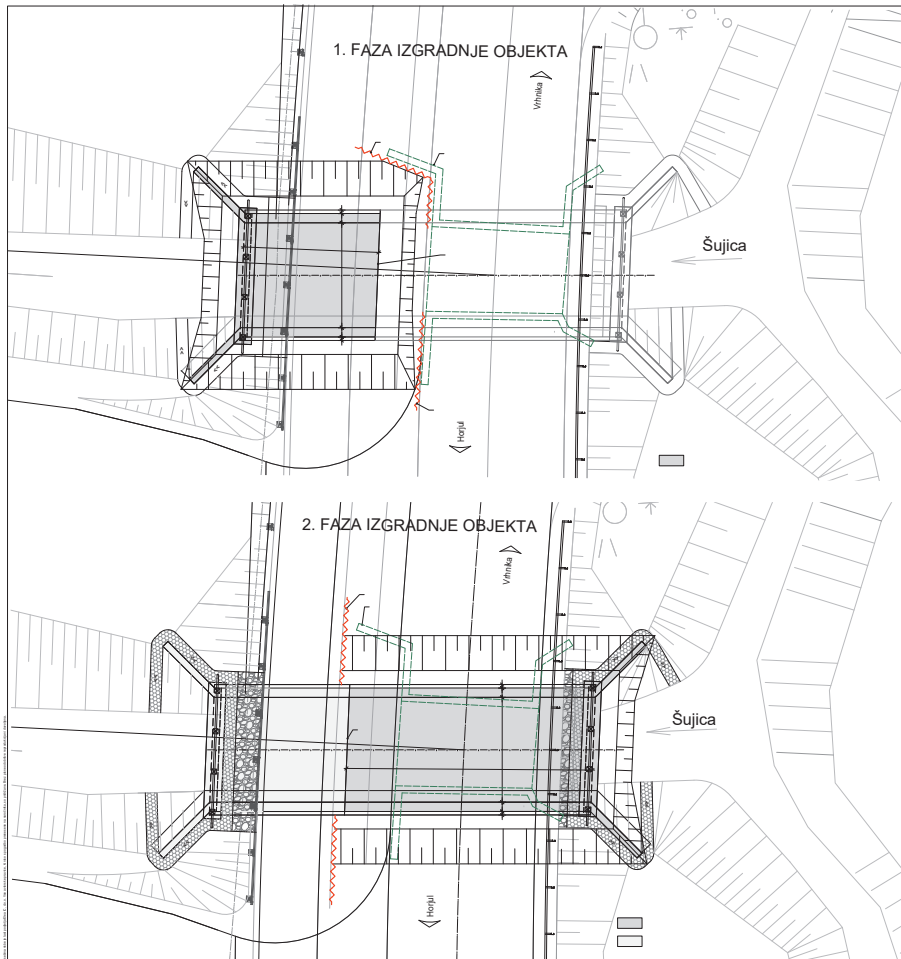 1. FAZA IZGRADNJE OBJEKTA
Vrhnika
Šujica
Horjul
2. FAZA IZGRADNJE OBJEKTA
Vrhnika
Šujica
Horjul